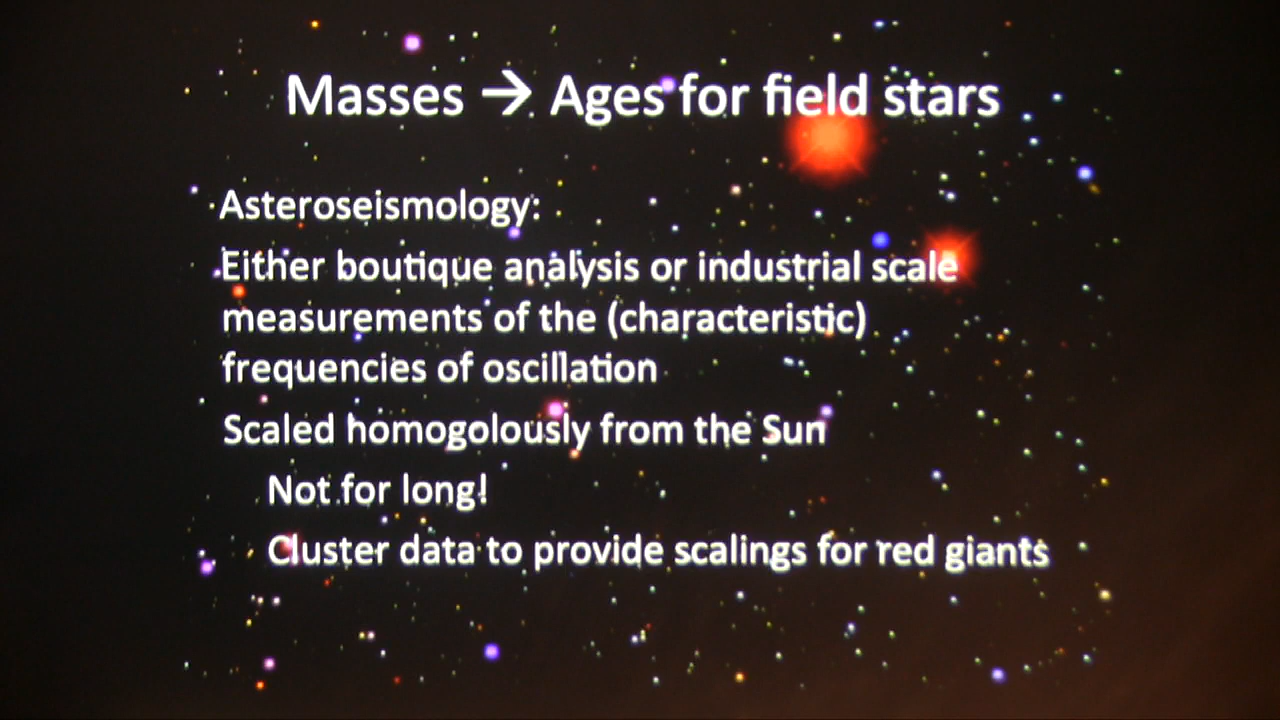 Masses → Ages for field stars
Asteroseismology:
Either boutique analysis or industrial scale
measurements of the (characteristic)
frequencies of oscillation
Scaled homogolously from the Sun
Not for long!
Cluster data to provide scalings for red giants